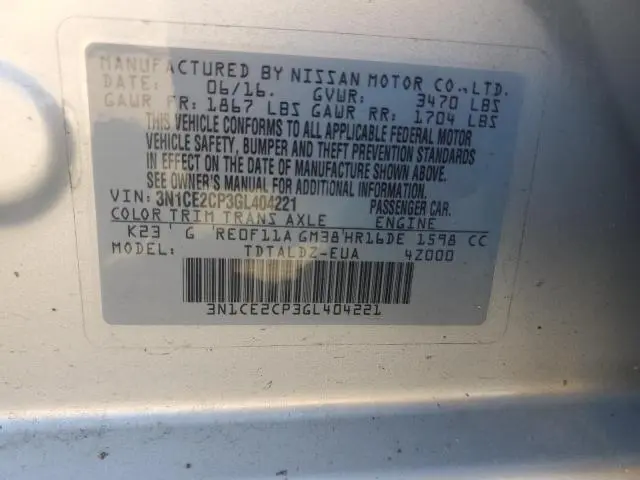 MANUFACTURED BY NISSAN MOTOR CO.,LTD.
DATE: 06/16. GVWR: 3470 LBS
GAWR FR: 1867 LBS GAWR RR: 1704 LBS
THIS VEHICLE CONFORMS TO ALL APPLICABLE FEDERAL MOTOR
VEHICLE SAFETY, BUMPER AND THEFT PREVENTION STANDARDS
IN EFFECT ON THE DATE OF MANUFACTURE SHOWN ABOVE.
SEE OWNER'S MANUAL FOR ADDITIONAL INFORMATION.
VIN: 3N1CE2CP3GL404221 PASSENGER CAR.
COLOR TRIM TRANS AXLE ENGINE
K23 G RE0F11A GM38 HR16DE 1598 CC
MODEL: TDTALDZ-EUA 4Z000
3N1CE2CP3GL404221